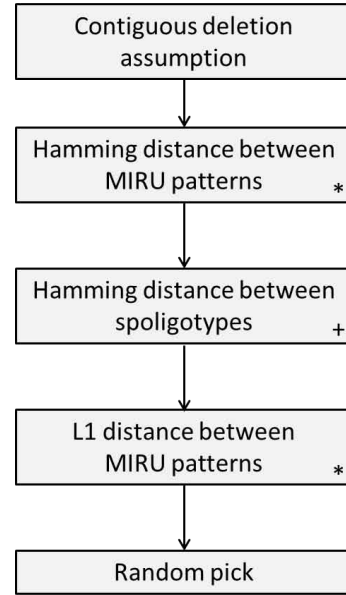 Contiguous deletion
assumption
Hamming distance between
MIRU patterns *
Hamming distance between
spoligotypes +
L1 distance between
MIRU patterns *
Random pick